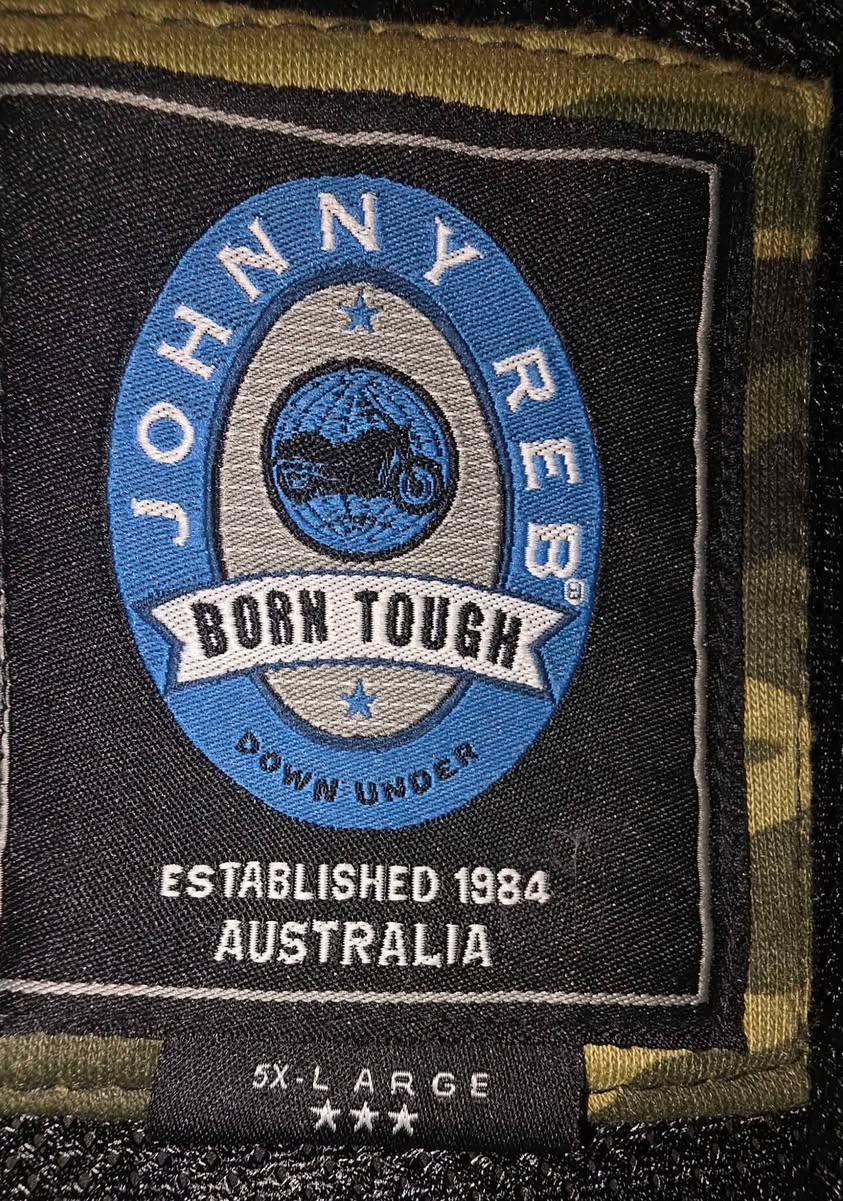 JOHNNY REB®
BORN TOUGH
DOWN UNDER
ESTABLISHED 1984
AUSTRALIA
5X-LARGE